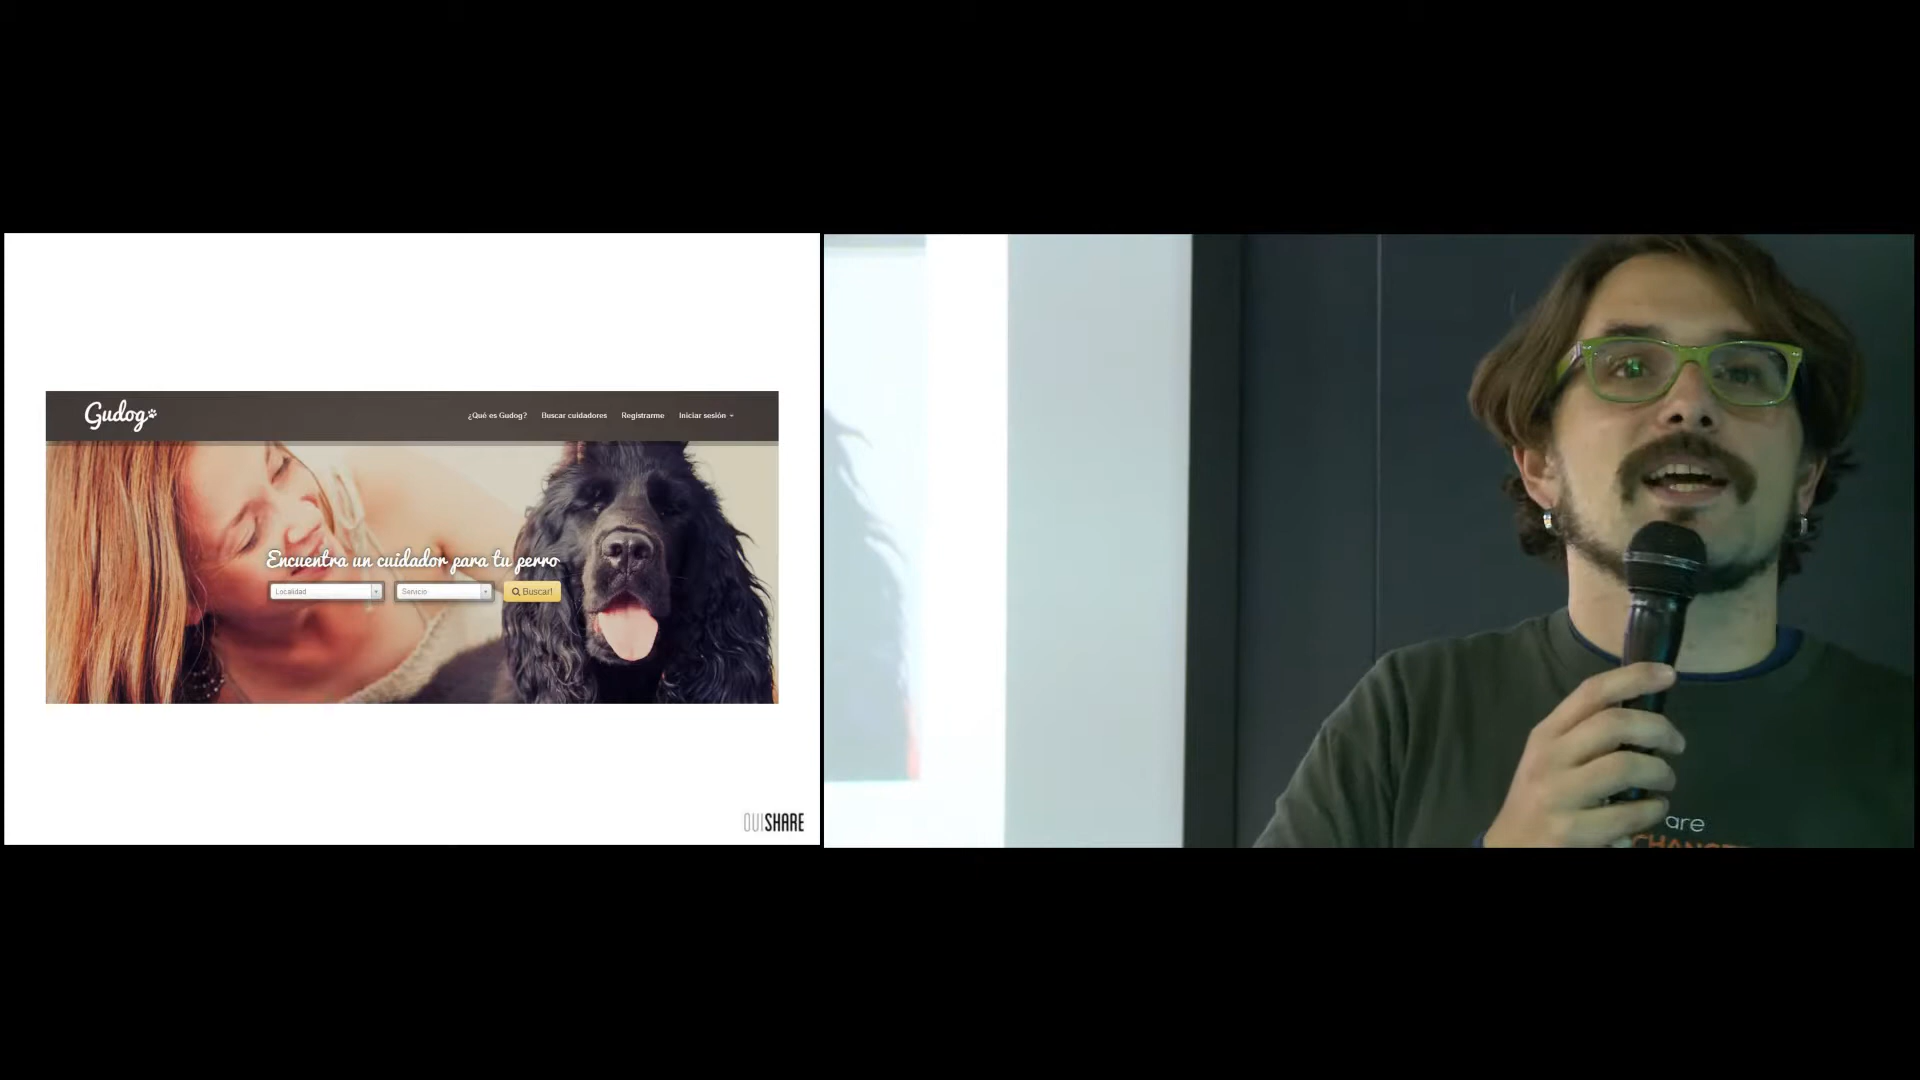 Gudog
¿Qué es Gudog? Buscar cuidadores Registrarme Iniciar sesión
Encuentra un cuidador para tu perro
Localidad Servicio Buscar!
OUISHARE
are